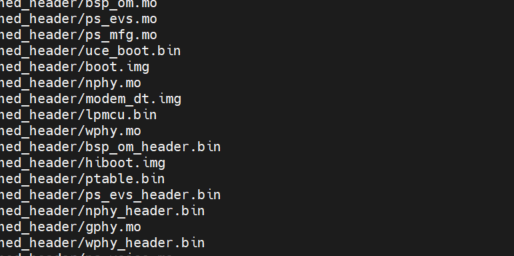 ned_header/bsp_om.mo
ned_header/ps_evs.mo
ned_header/ps_mfg.mo
ned_header/uce_boot.bin
ned_header/boot.img
ned_header/nphy.mo
ned_header/modem_dt.img
ned_header/lpmcu.bin
ned_header/wphy.mo
ned_header/bsp_om_header.bin
ned_header/hiboot.img
ned_header/ptable.bin
ned_header/ps_evs_header.bin
ned_header/nphy_header.bin
ned_header/gphy.mo
ned_header/wphy_header.bin